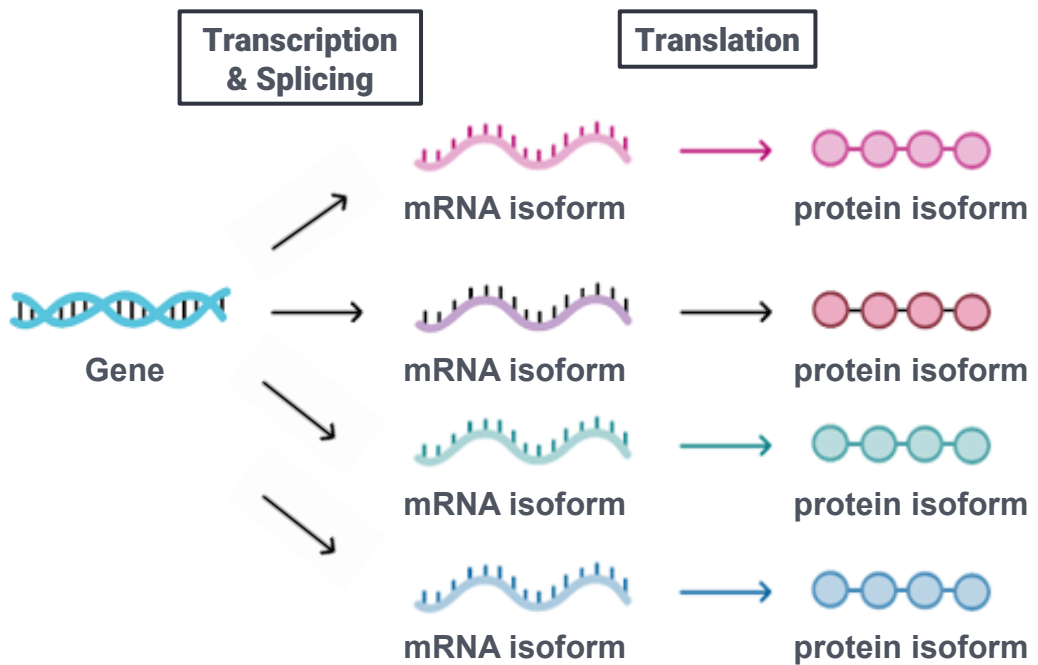 Transcription
& Splicing
Translation
mRNA isoform
protein isoform
Gene
mRNA isoform
protein isoform
mRNA isoform
protein isoform
mRNA isoform
protein isoform